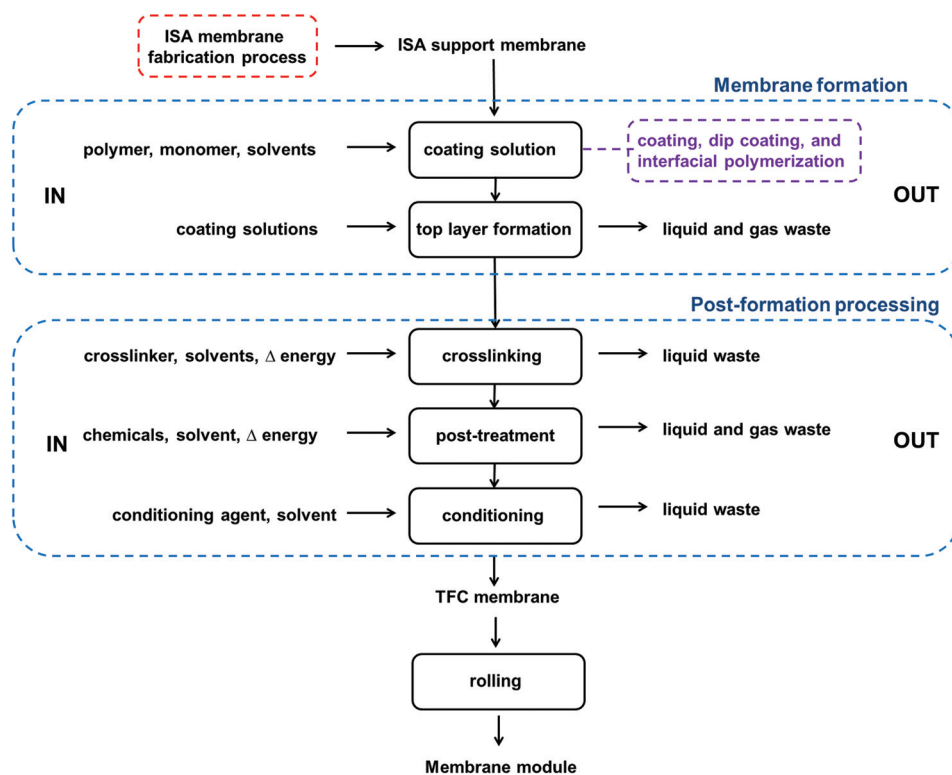 ISA membrane
fabrication process
ISA support membrane
Membrane formation
polymer, monomer, solvents
coating solution
coating, dip coating, and
interfacial polymerization
IN
OUT
coating solutions
top layer formation
liquid and gas waste
Post-formation processing
crosslinker, solvents, Δ energy
crosslinking
liquid waste
IN
chemicals, solvent, Δ energy
post-treatment
liquid and gas waste
OUT
conditioning agent, solvent
conditioning
liquid waste
TFC membrane
rolling
Membrane module